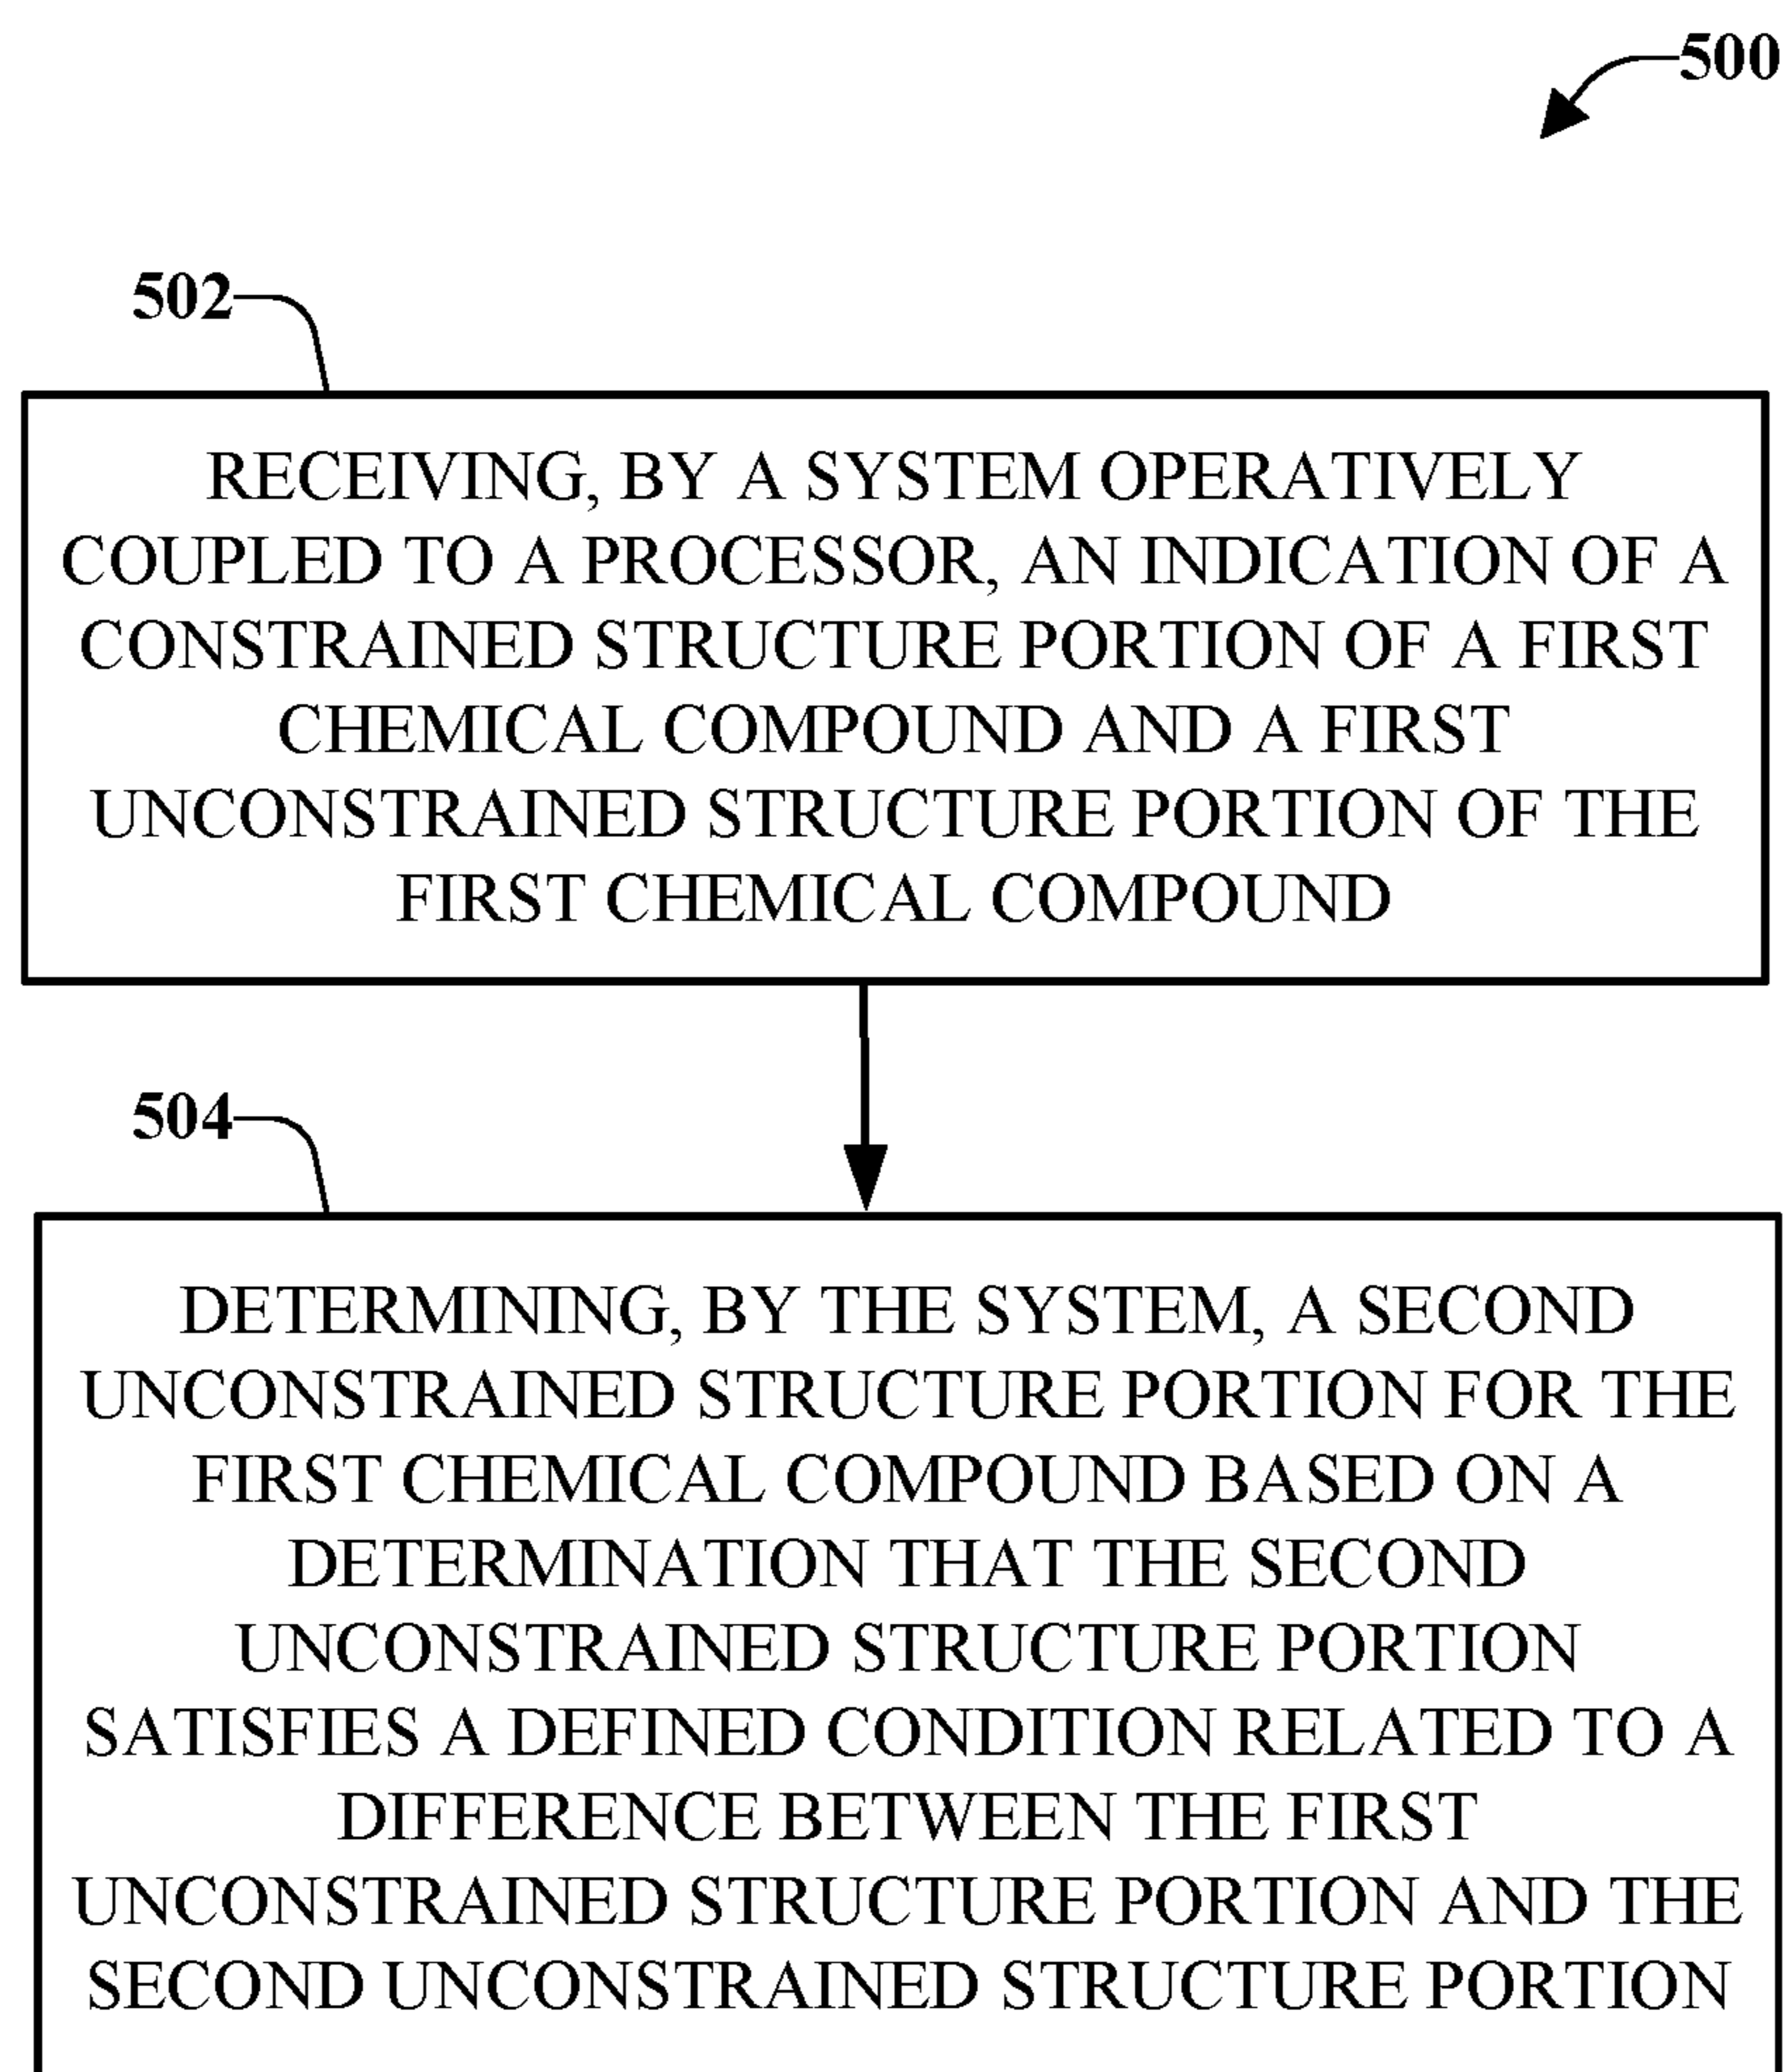 500
502
RECEIVING, BY A SYSTEM OPERATIVELY
COUPLED TO A PROCESSOR, AN INDICATION OF A
CONSTRAINED STRUCTURE PORTION OF A FIRST
CHEMICAL COMPOUND AND A FIRST
UNCONSTRAINED STRUCTURE PORTION OF THE
FIRST CHEMICAL COMPOUND
504
DETERMINING, BY THE SYSTEM, A SECOND
UNCONSTRAINED STRUCTURE PORTION FOR THE
FIRST CHEMICAL COMPOUND BASED ON A
DETERMINATION THAT THE SECOND
UNCONSTRAINED STRUCTURE PORTION
SATISFIES A DEFINED CONDITION RELATED TO A
DIFFERENCE BETWEEN THE FIRST
UNCONSTRAINED STRUCTURE PORTION AND THE
SECOND UNCONSTRAINED STRUCTURE PORTION